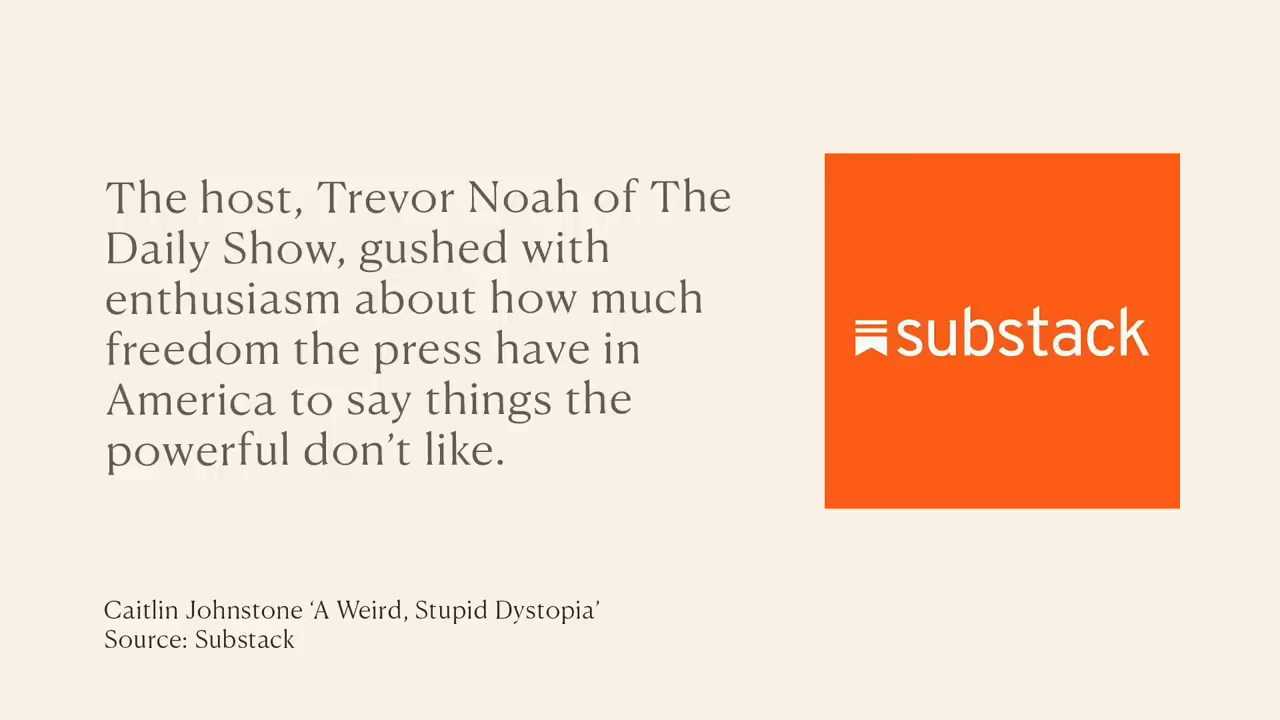 The host, Trevor Noah of The
Daily Show, gushed with
enthusiasm about how much
freedom the press have in
America to say things the
powerful don’t like.
substack
Caitlin Johnstone ‘A Weird, Stupid Dystopia’
Source: Substack